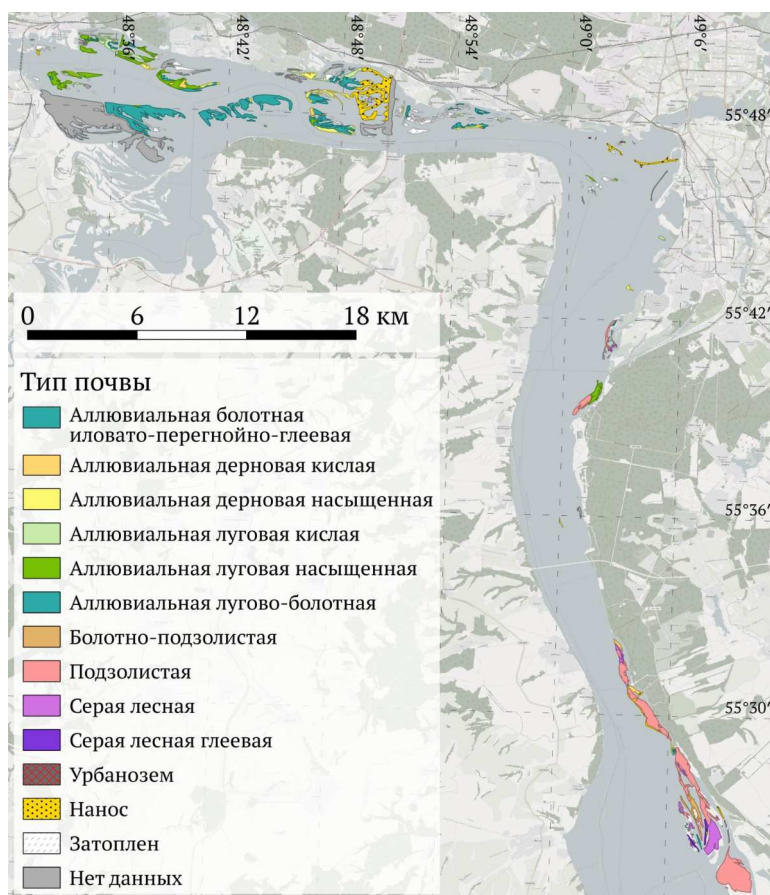 48°36′
48°42′
48°48′
48°54′
49°0′
49°6′
55°48′
55°42′
55°36′
55°30′
0 6 12 18 км
Тип почвы
Аллювиальная болотная
иловато-перегнойно-глеевая
Аллювиальная дерновая кислая
Аллювиальная дерновая насыщенная
Аллювиальная луговая кислая
Аллювиальная луговая насыщенная
Аллювиальная лугово-болотная
Болотно-подзолистая
Подзолистая
Серая лесная
Серая лесная глеевая
Урбанозем
Нанос
Затоплен
Нет данных